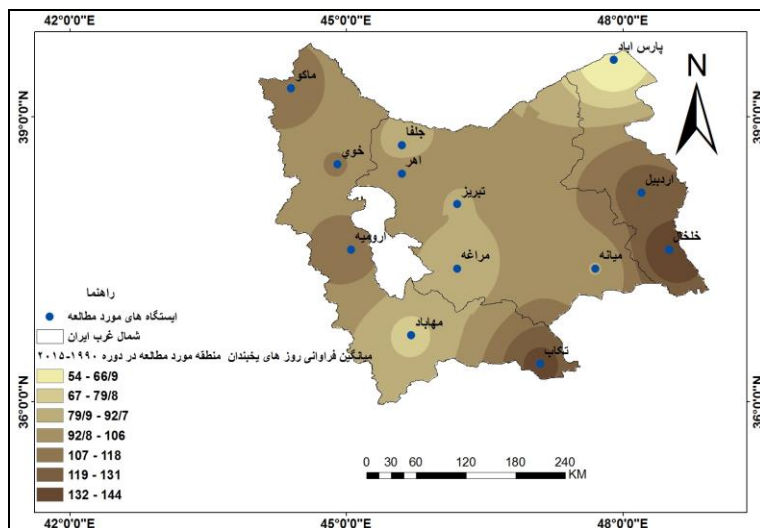 42°0'0"E 45°0'0"E 48°0'0"E
39°0'0"N 39°0'0"N
36°0'0"N 36°0'0"N
N
پارس اباد
ماکو
جلفا
خوي
اهر
اردبیل
تبریز
ارومیه
خلخال
مراغه
میانه
مهاباد
تکاب
راهنما
ایستگاه های مورد مطالعه
شمال غرب ایران
میانگین فراوانی روز های یخبندان منطقه مورد مطالعه در دوره ۱۹۹۰-۲۰۱۵
54 - 66/9
67 - 79/8
79/9 - 92/7
92/8 - 106
107 - 118
119 - 131
132 - 144
0 30 60 120 180 240
KM
42°0'0"E 45°0'0"E 48°0'0"E